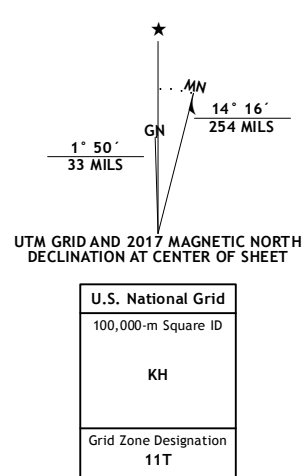 ★
MN
GN
14° 16´
254 MILS
1° 50´
33 MILS
UTM GRID AND 2017 MAGNETIC NORTH
DECLINATION AT CENTER OF SHEET
U.S. National Grid
100,000-m Square ID
KH
Grid Zone Designation
11T